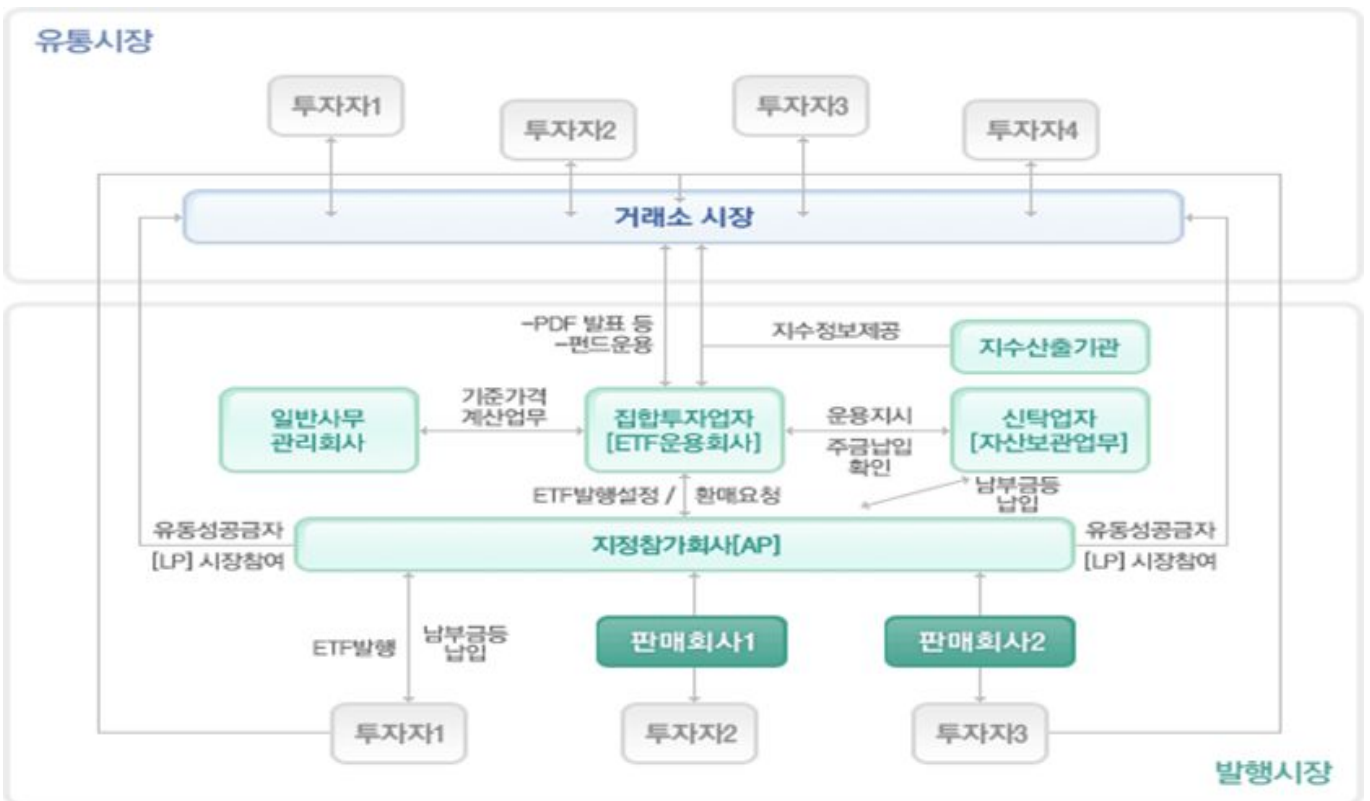 유통시장
투자자1
투자자2
투자자3
투자자4
거래소 시장
-PDF 발표 등
-펀드운용
지수정보제공
지수산출기관
일반사무
관리회사
기준가격
계산업무
집합투자업자
[ETF운용회사]
운용지시
주금납입
확인
신탁업자
[자산보관업무]
ETF발행설정 /
환매요청
남부금등
납입
유동성공급자
[LP] 시장참여
지정참가회사[AP]
유동성공급자
[LP] 시장참여
ETF발행
남부금등
납입
판매회사1
판매회사2
투자자1
투자자2
투자자3
발행시장